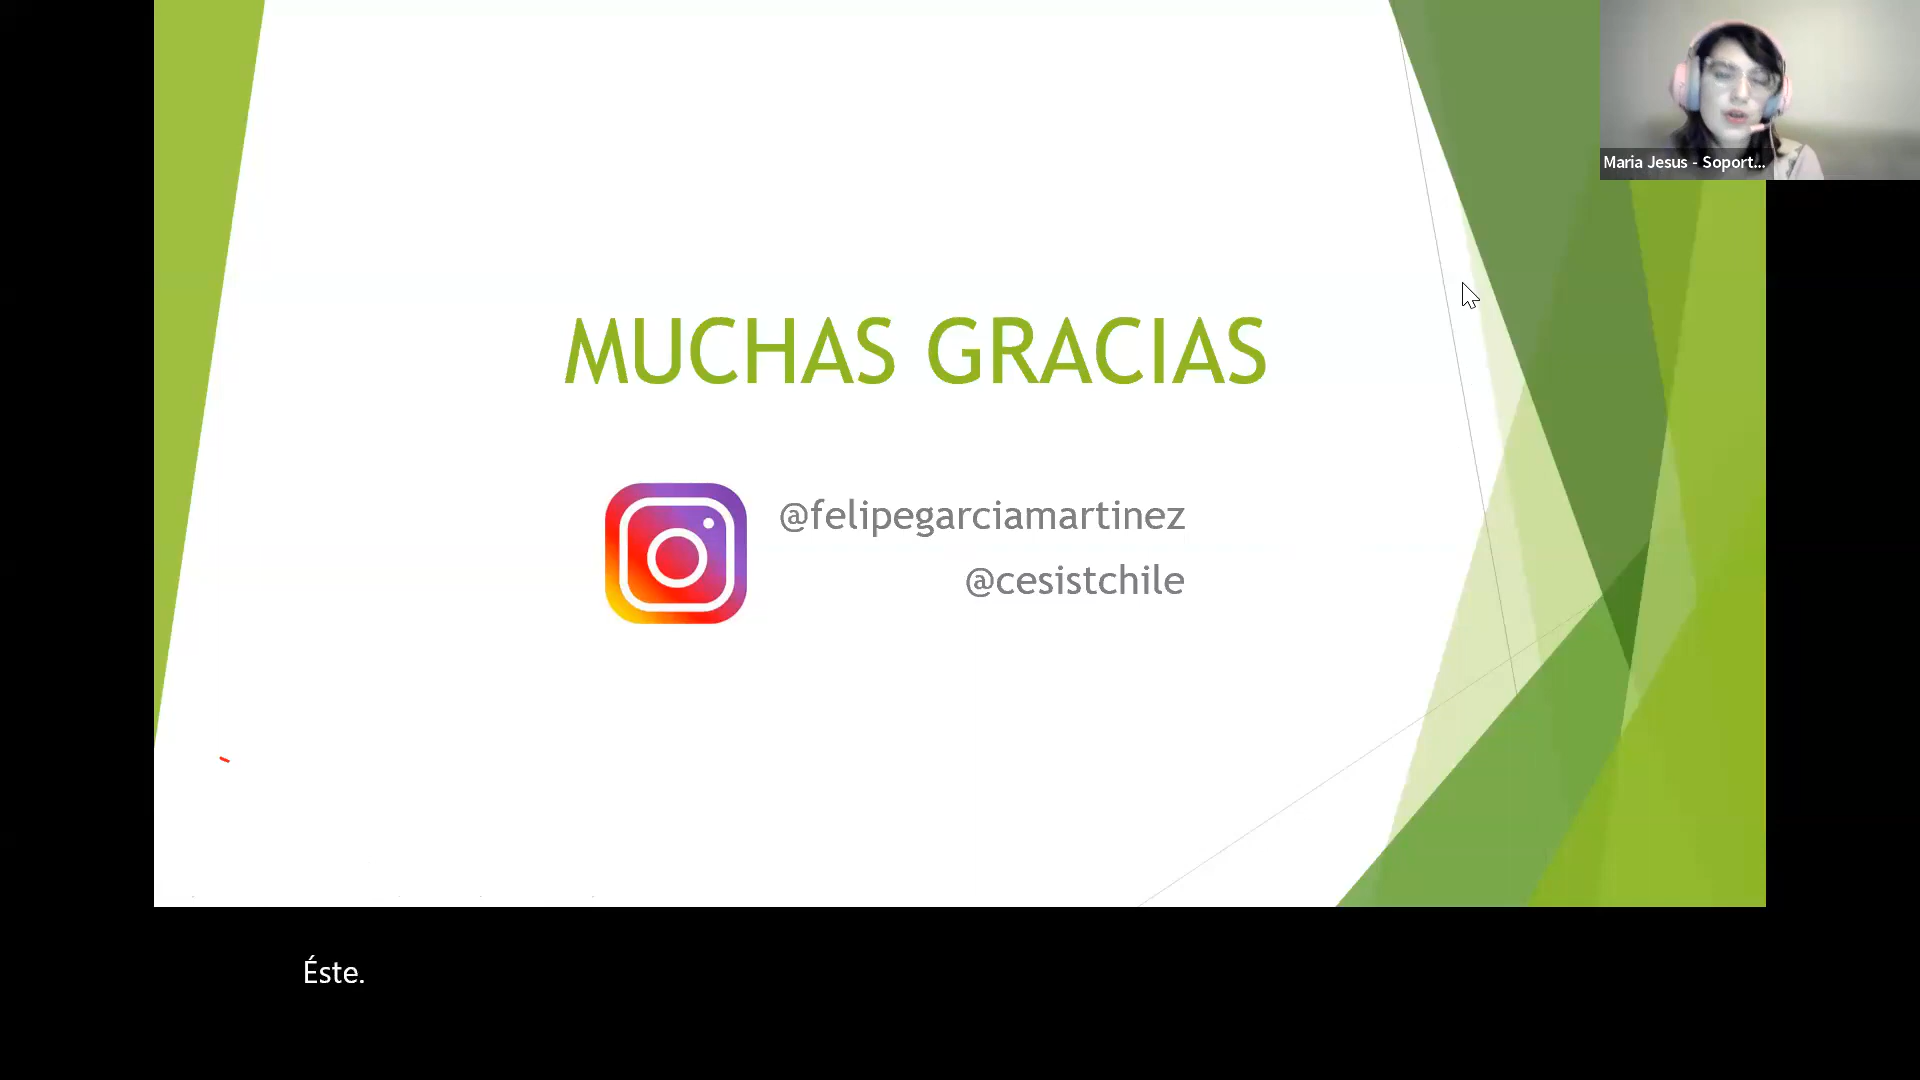 Maria Jesus - Soport...
MUCHAS GRACIAS
@felipegarciamartinez
@cesistchile
Éste.